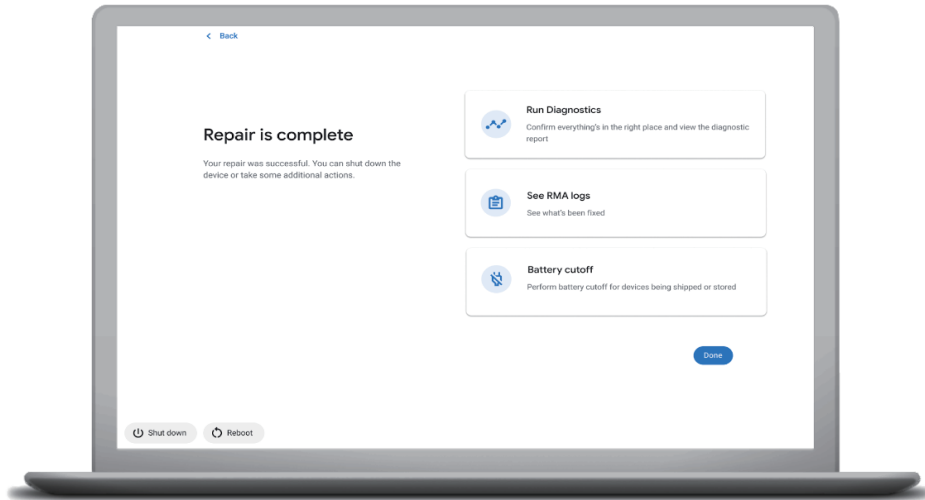 Back
Repair is complete
Your repair was successful. You can shut down the
device or take some additional actions.
Run Diagnostics
Confirm everything's in the right place and view the diagnostic
report
See RMA logs
See what's been fixed
Battery cutoff
Perform battery cutoff for devices being shipped or stored
Done
Shut down
Reboot